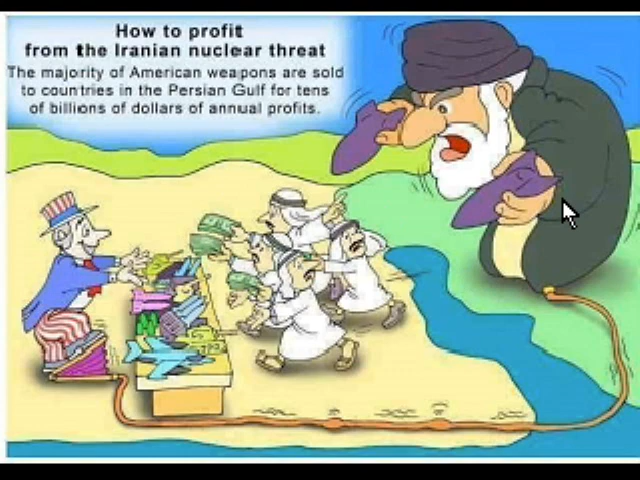 How to profit
from the Iranian nuclear threat
The majority of American weapons are sold
to countries in the Persian Gulf for tens
of billions of dollars of annual profits.